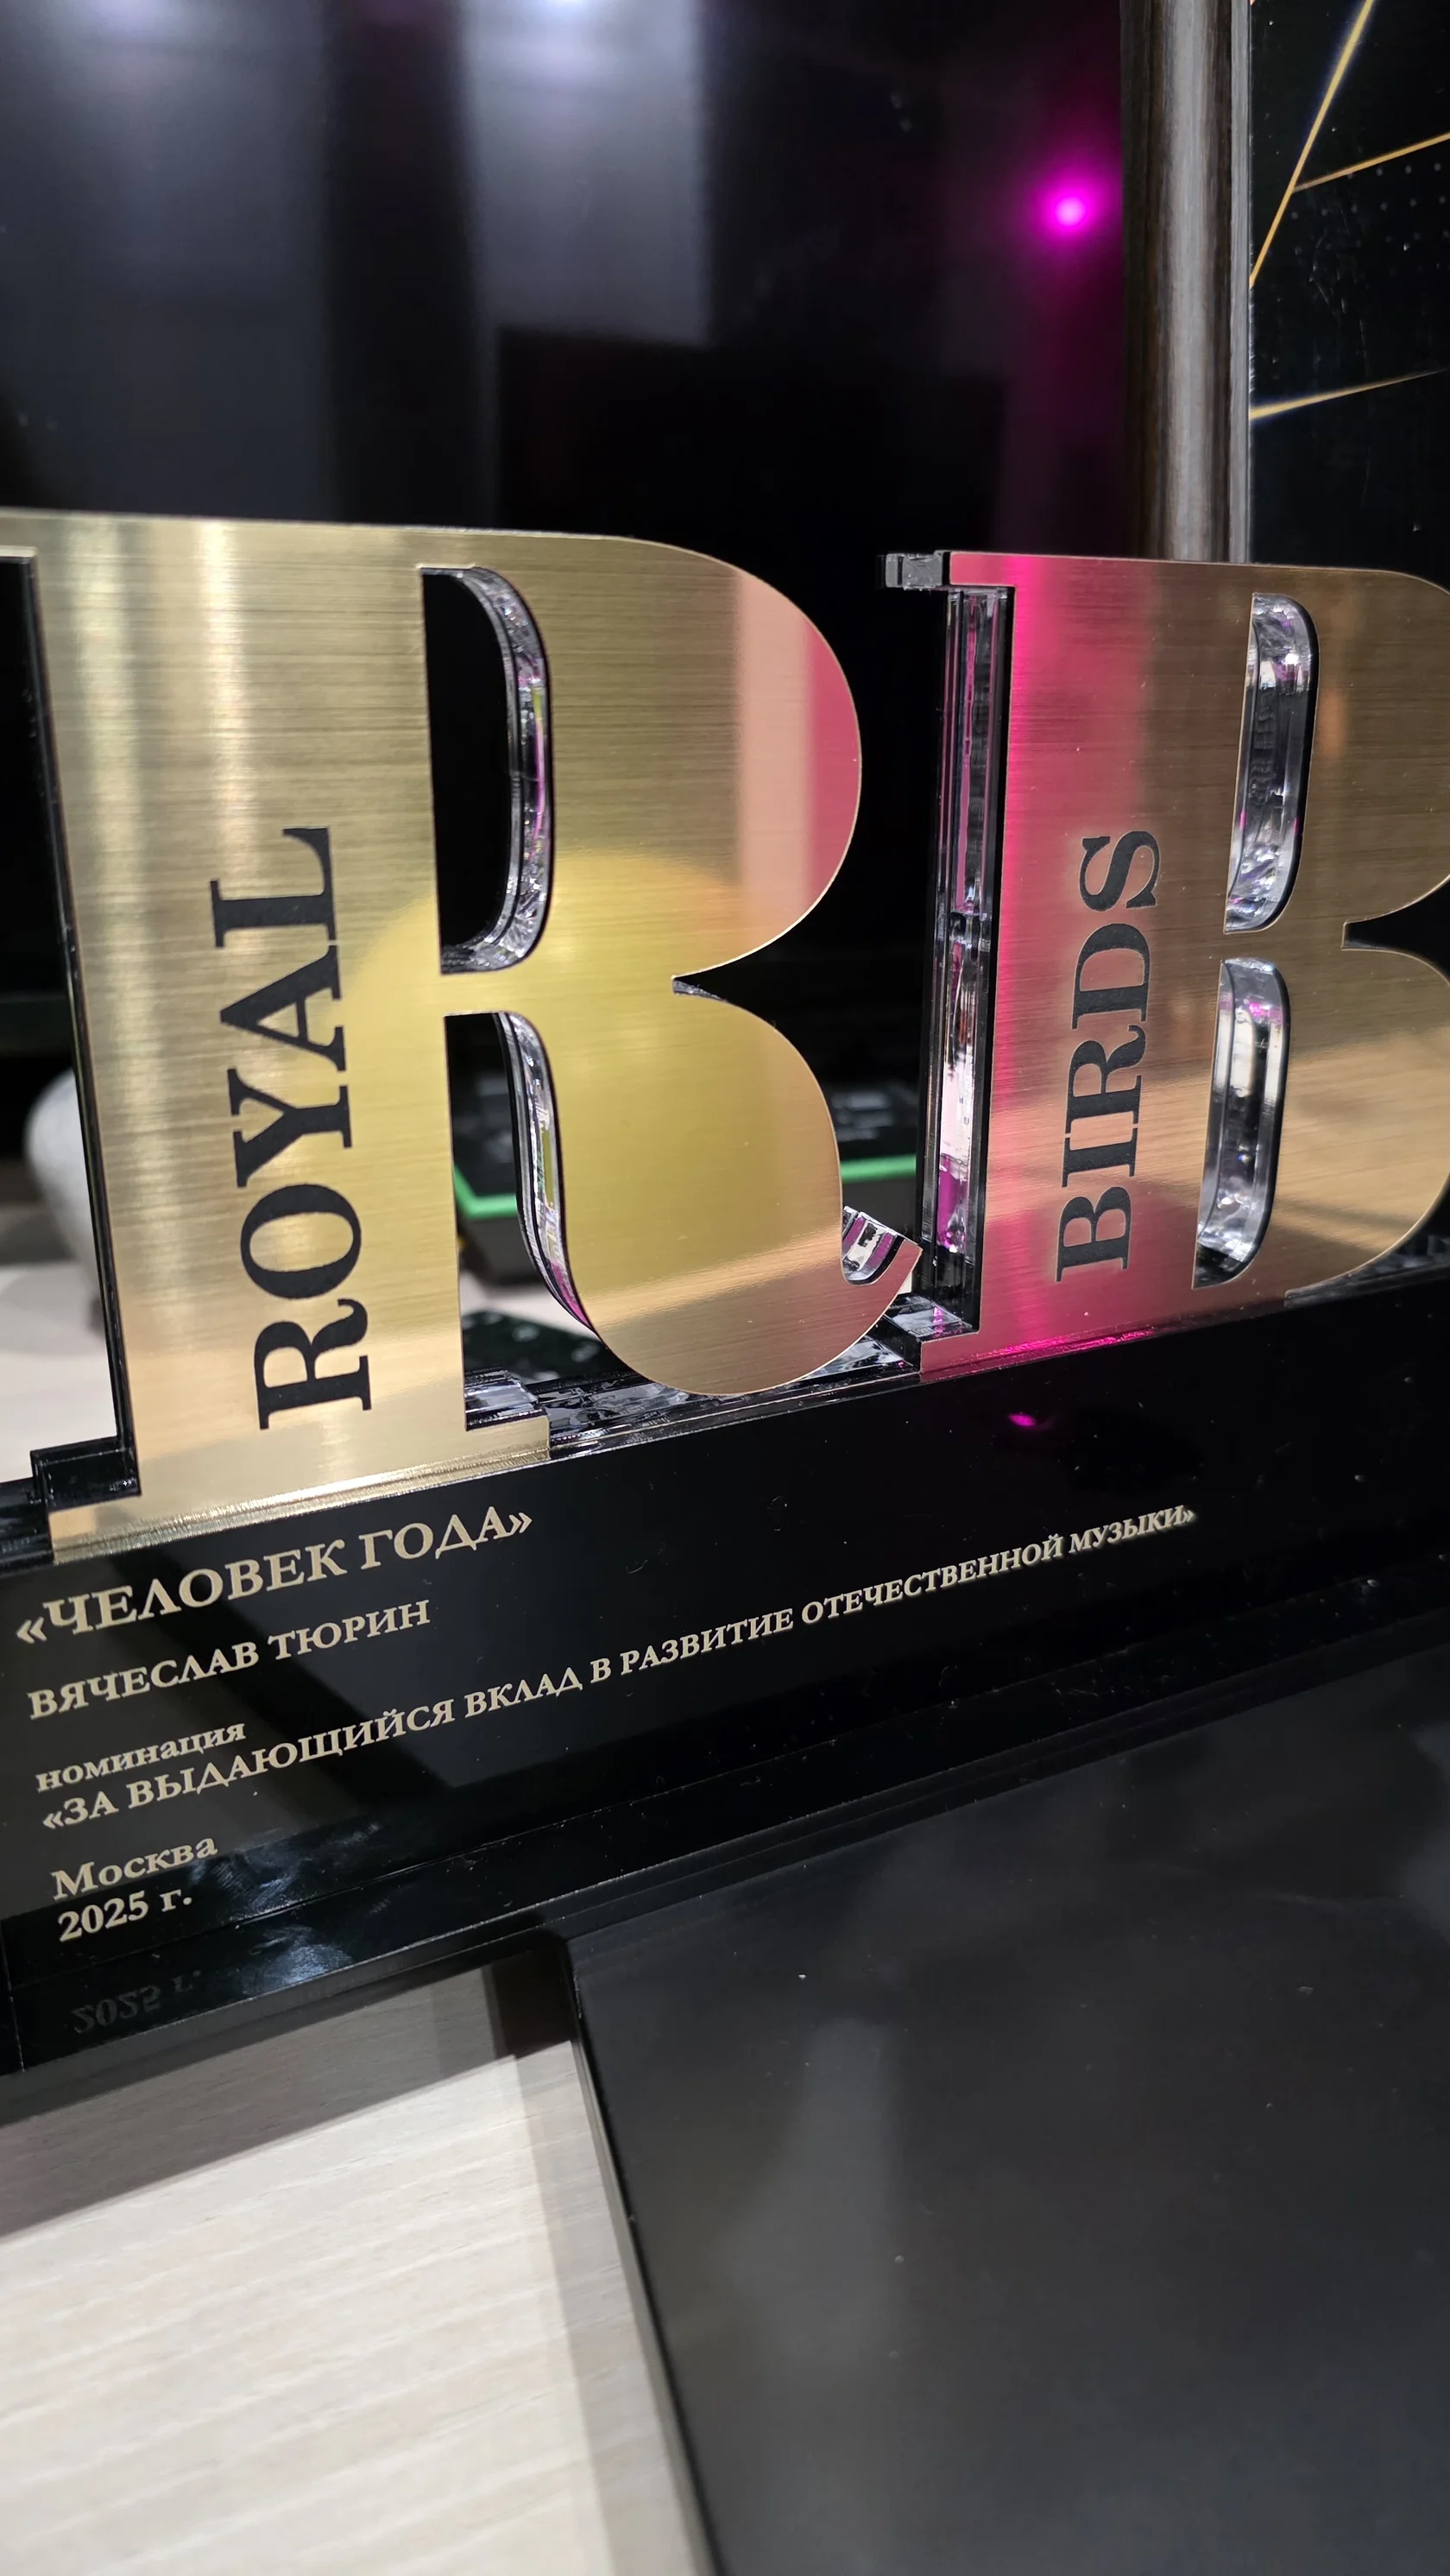 ROYAL
BIRDS
«ЧЕЛОВЕК ГОДА»
ВЯЧЕСЛАВ ТЮРИН
номинация
«ЗА ВЫДАЮЩИЙСЯ ВКЛАД В РАЗВИТИЕ ОТЕЧЕСТВЕННОЙ МУЗЫКИ»
Москва
2025 г.